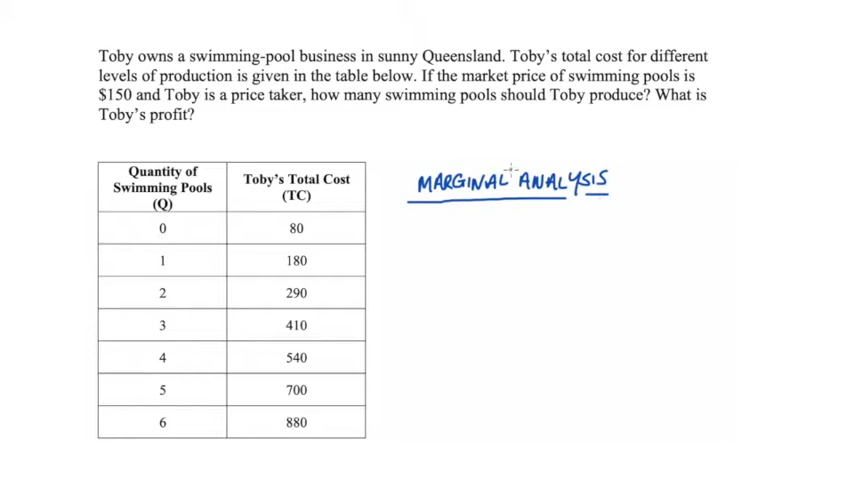 Toby owns a swimming-pool business in sunny Queensland. Toby's total cost for different
levels of production is given in the table below. If the market price of swimming pools is
$150 and Toby is a price taker, how many swimming pools should Toby produce? What is
Toby's profit?
Quantity of
Swimming Pools
(Q)
Toby's Total Cost
(TC)
MARGINAL ANALYSIS
0 80
1 180
2 290
3 410
4 540
5 700
6 880